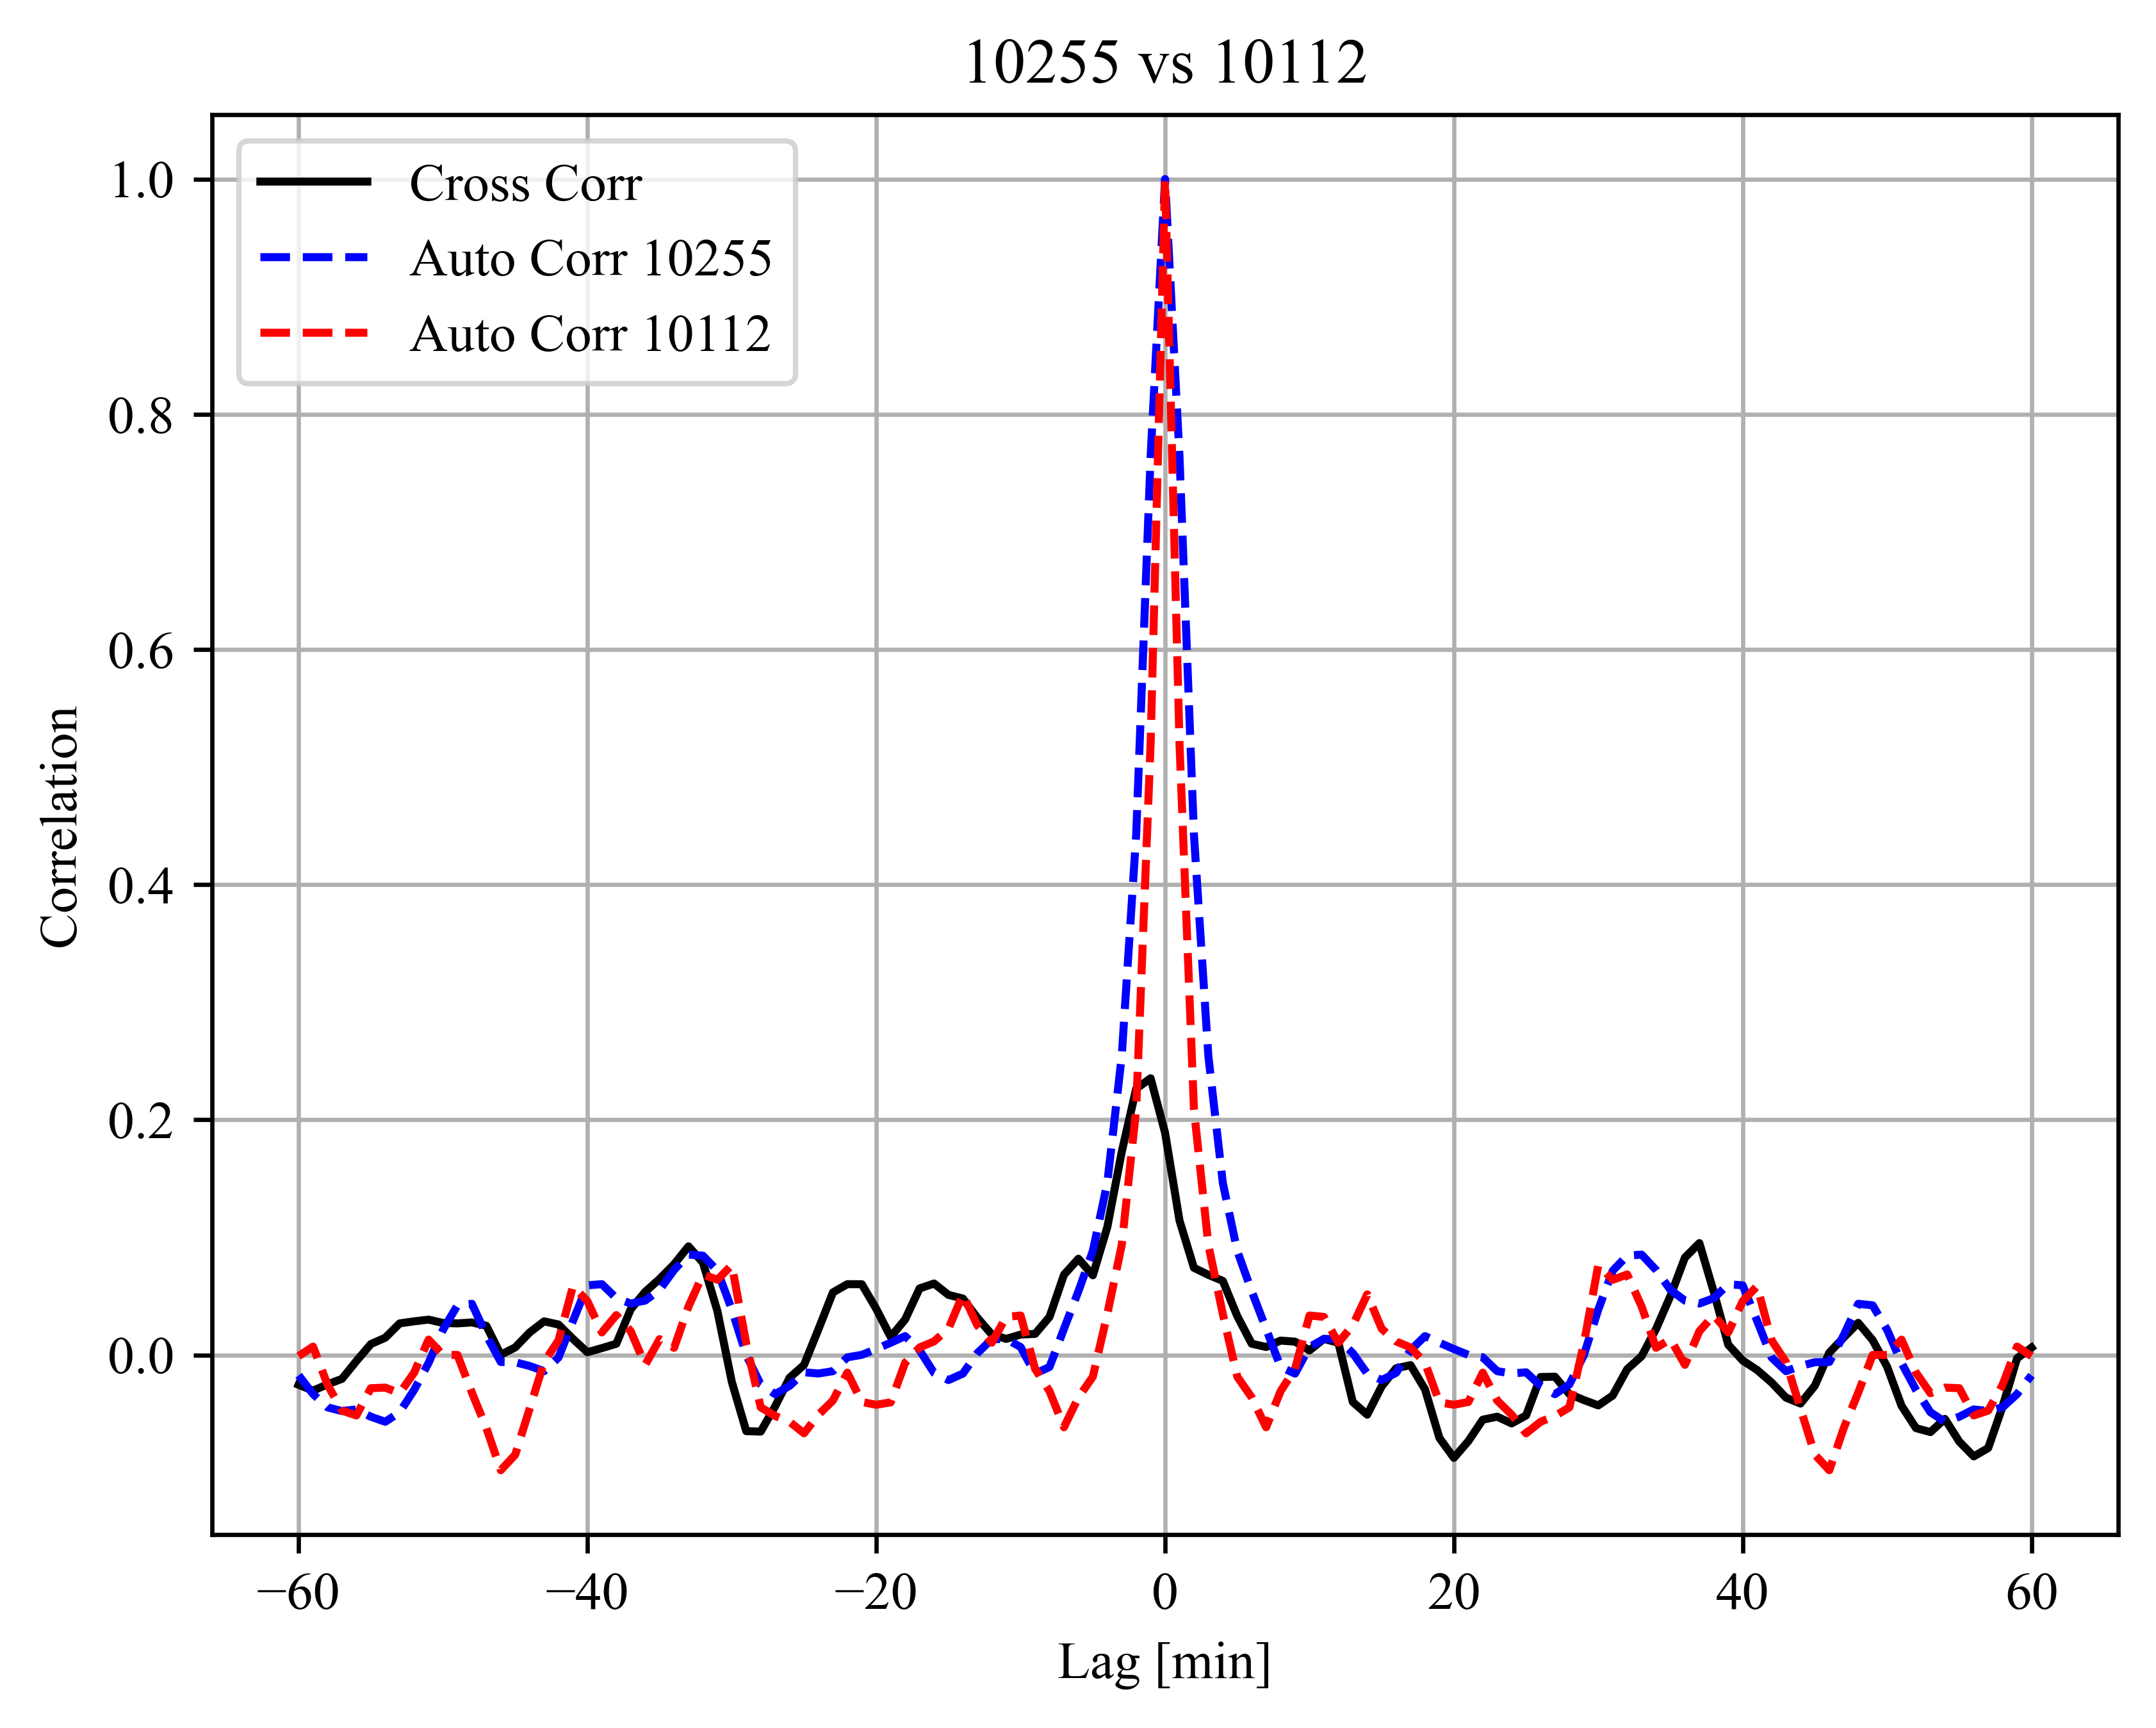 10255 vs 10112
Cross Corr
Auto Corr 10255
Auto Corr 10112
1.0
0.8
0.6
0.4
0.2
0.0
Correlation
−60 −40 −20 0 20 40 60
Lag [min]